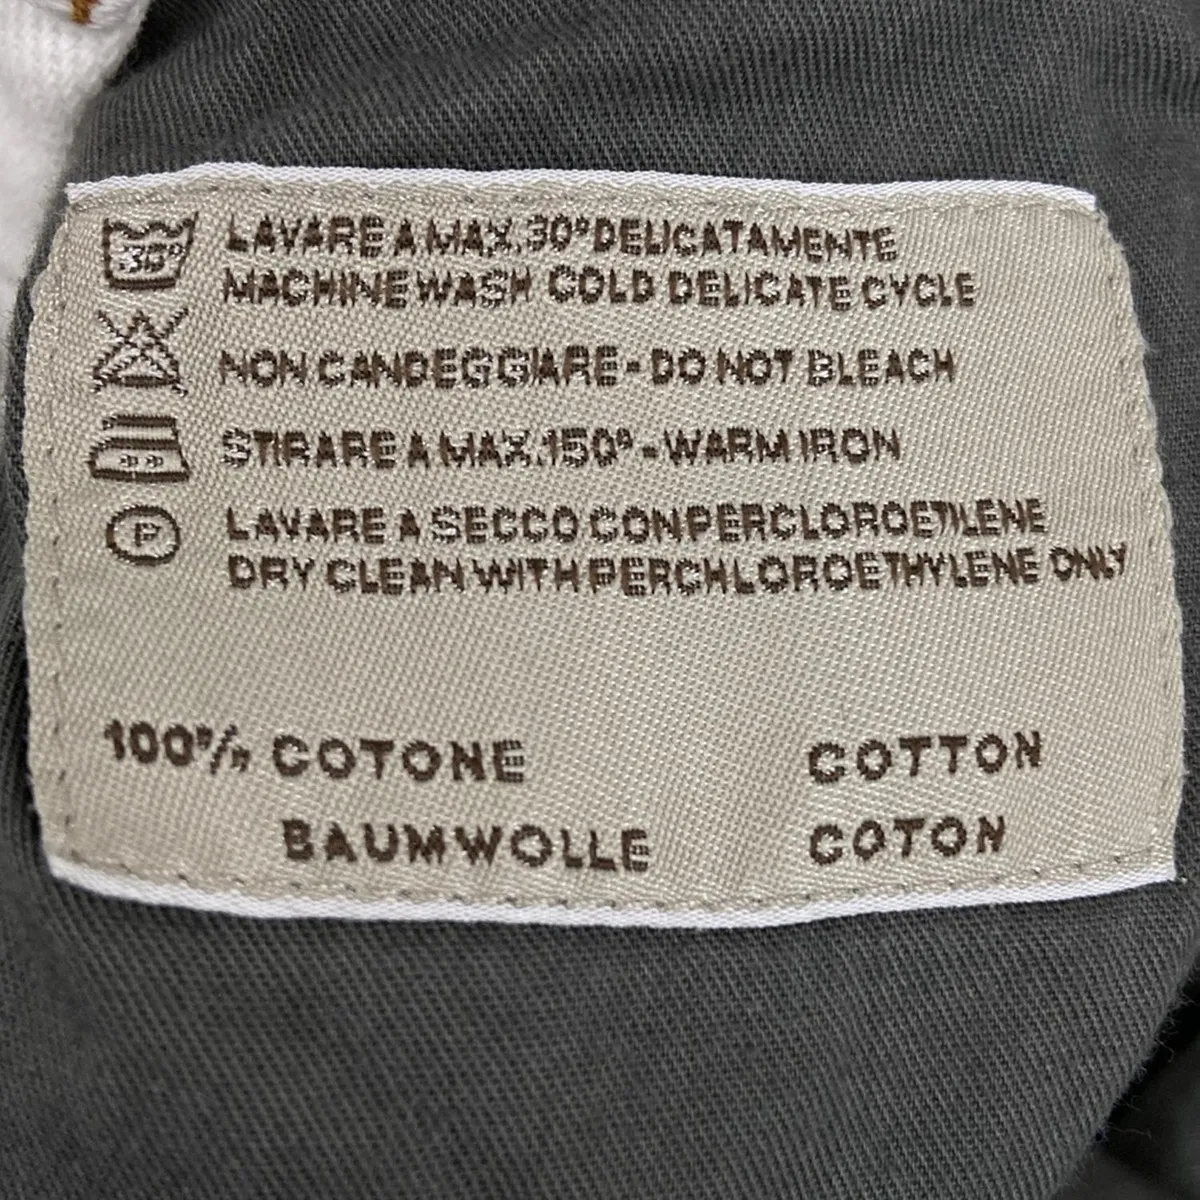 30°
LAVARE A MAX. 30° DELICATAMENTE
MACHINE WASH COLD DELICATE CYCLE
NON CANDEGGIARE - DO NOT BLEACH
STIRARE A MAX. 150° - WARM IRON
P
LAVARE A SECCO CON PERCLOROETILENE
DRY CLEAN WITH PERCHLOROETHYLENE ONLY
100% COTONE COTTON
BAUMWOLLE COTON